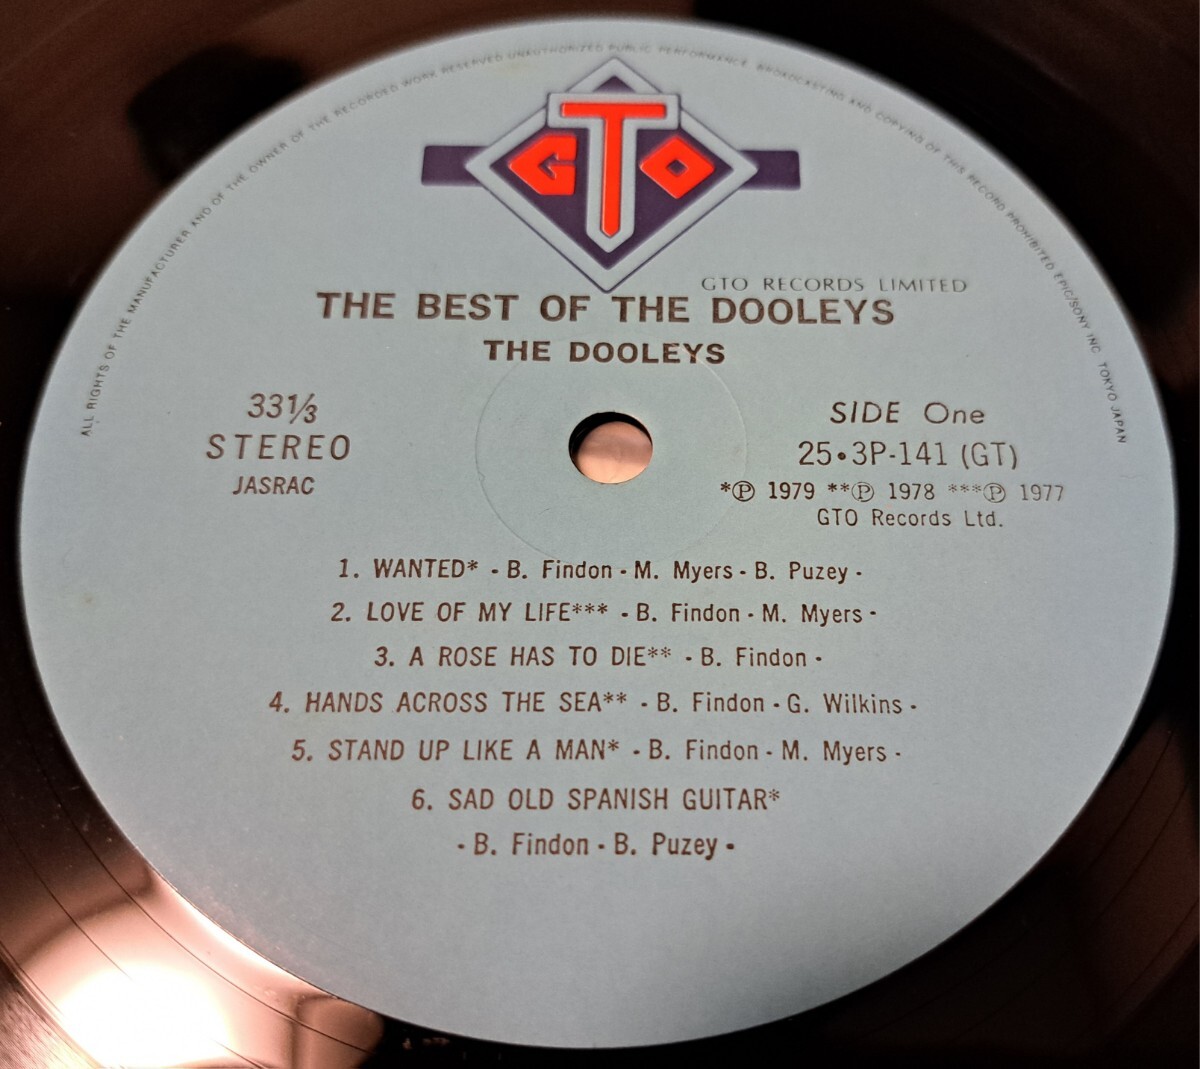 ALL RIGHTS OF THE MANUFACTURER AND OF THE OWNER OF THE RECORDED WORK RESERVED UNAUTHORIZED PUBLIC PERFORMANCE BROADCASTING AND COPYING OF THIS RECORD PROHIBITED EPIC/SONY INC. TOKYO JAPAN
GTO
GTO RECORDS LIMITED
THE BEST OF THE DOOLEYS
THE DOOLEYS
33 1/3
STEREO
JASRAC
SIDE One
25•3P-141 (GT)
*Ⓟ 1979 **Ⓟ 1978 ***Ⓟ 1977
GTO Records Ltd.
1. WANTED* - B. Findon - M. Myers - B. Puzey -
2. LOVE OF MY LIFE*** - B. Findon - M. Myers -
3. A ROSE HAS TO DIE** - B. Findon -
4. HANDS ACROSS THE SEA** - B. Findon - G. Wilkins -
5. STAND UP LIKE A MAN* - B. Findon - M. Myers -
6. SAD OLD SPANISH GUITAR*
- B. Findon - B. Puzey -